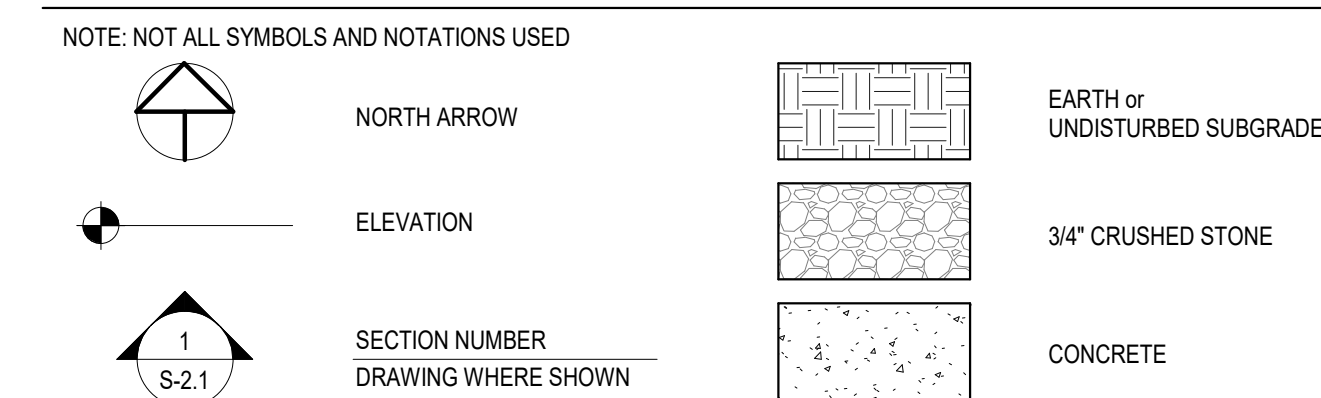 NOTE: NOT ALL SYMBOLS AND NOTATIONS USED
NORTH ARROW
ELEVATION
1
S-2.1
SECTION NUMBER
DRAWING WHERE SHOWN
EARTH or
UNDISTURBED SUBGRADE
3/4" CRUSHED STONE
CONCRETE